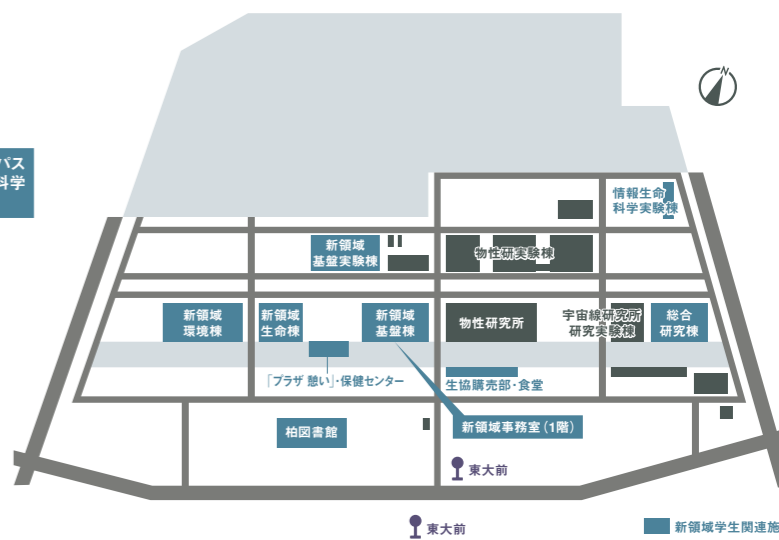 N
パス
科学
情報生命
科学実験棟
新領域
基盤実験棟
物性研実験棟
新領域
環境棟
新領域
生命棟
新領域
基盤棟
物性研究所
宇宙線研究所
研究実験棟
総合
研究棟
「プラザ 憩い」・保健センター
生協購売部・食堂
柏図書館
新領域事務室（1階）
東大前
東大前
新領域学生関連施